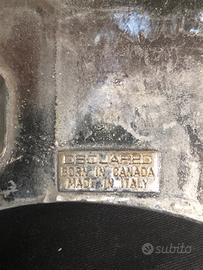 DSQUARED
BORN IN CANADA
MADE IN ITALY
subito